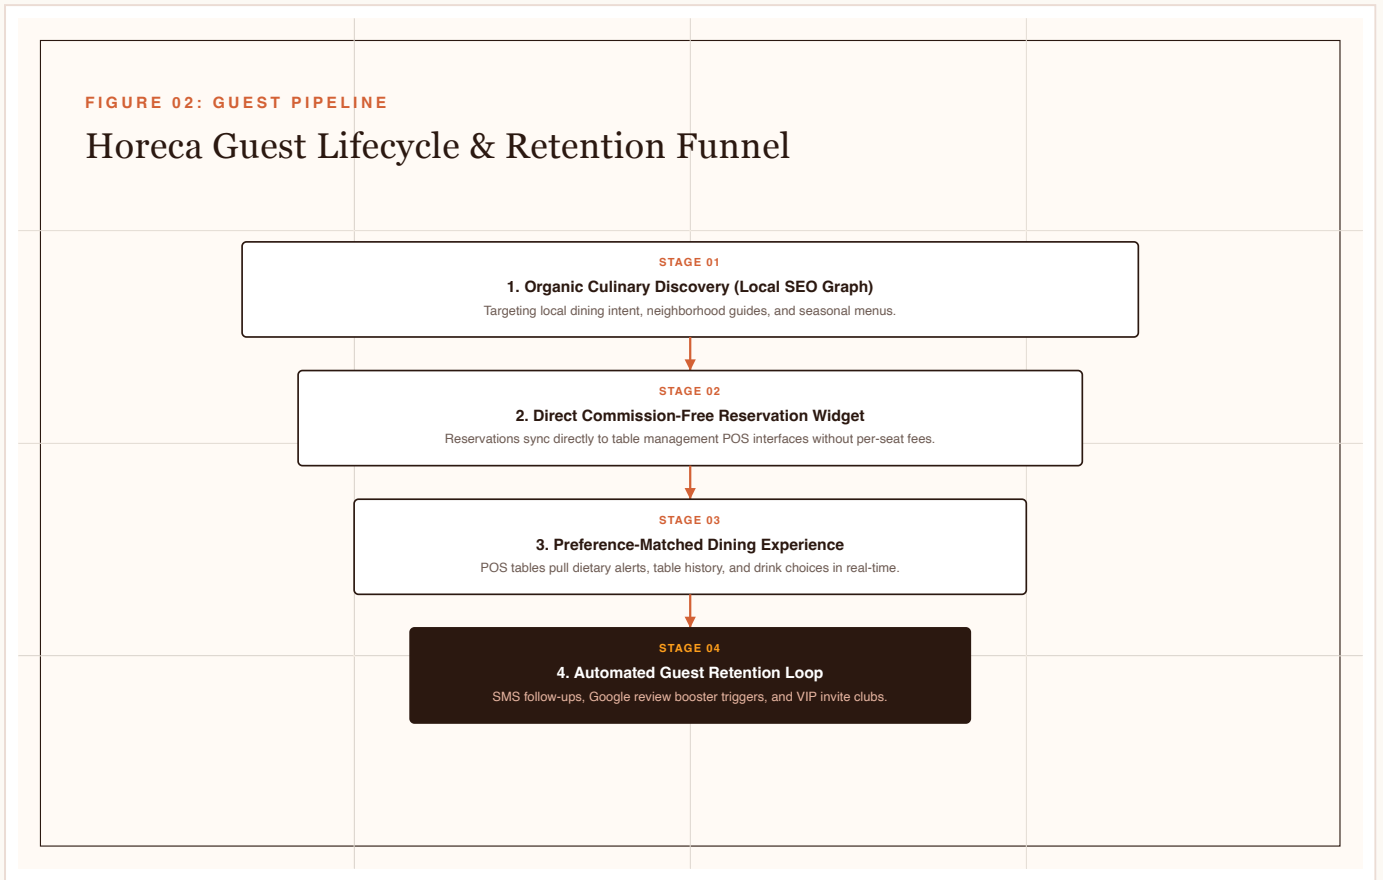 FIGURE 02: GUEST PIPELINE
Horeca Guest Lifecycle & Retention Funnel
STAGE 01
1. Organic Culinary Discovery (Local SEO Graph)
Targeting local dining intent, neighborhood guides, and seasonal menus.
STAGE 02
2. Direct Commission-Free Reservation Widget
Reservations sync directly to table management POS interfaces without per-seat fees.
STAGE 03
3. Preference-Matched Dining Experience
POS tables pull dietary alerts, table history, and drink choices in real-time.
STAGE 04
4. Automated Guest Retention Loop
SMS follow-ups, Google review booster triggers, and VIP invite clubs.